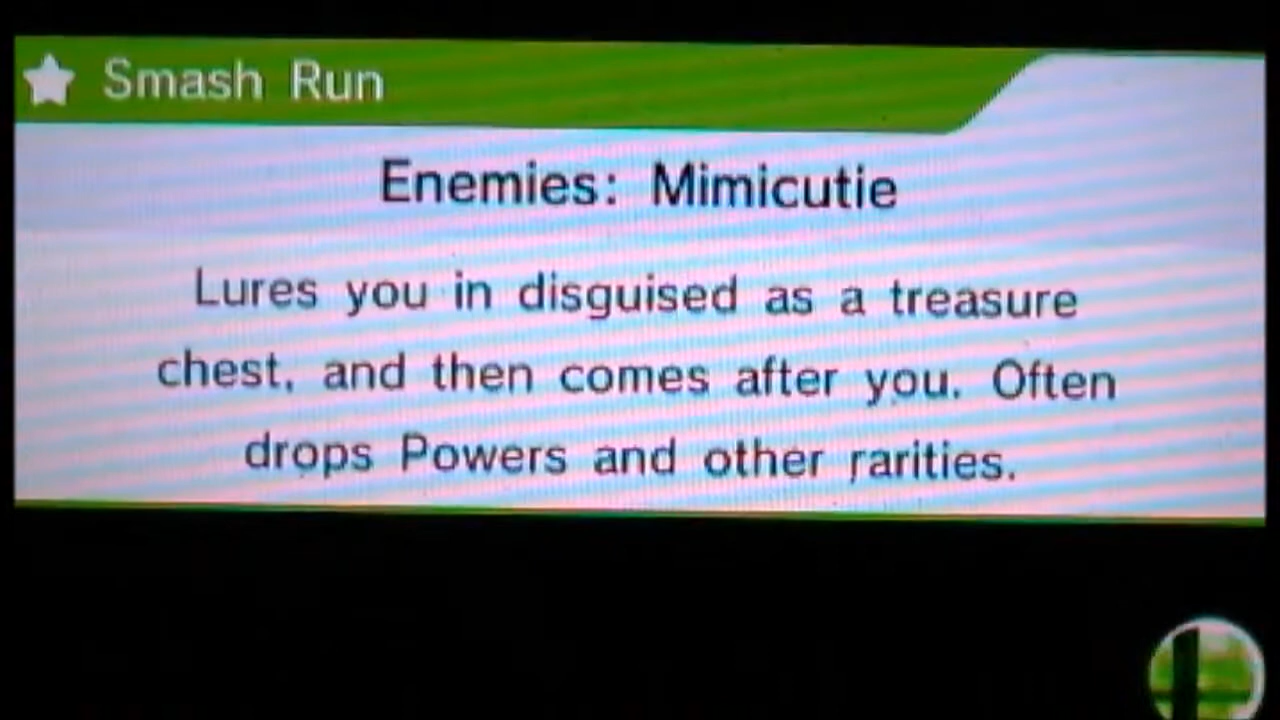 Smash Run
Enemies: Mimicutie
Lures you in disguised as a treasure
chest, and then comes after you. Often
drops Powers and other rarities.